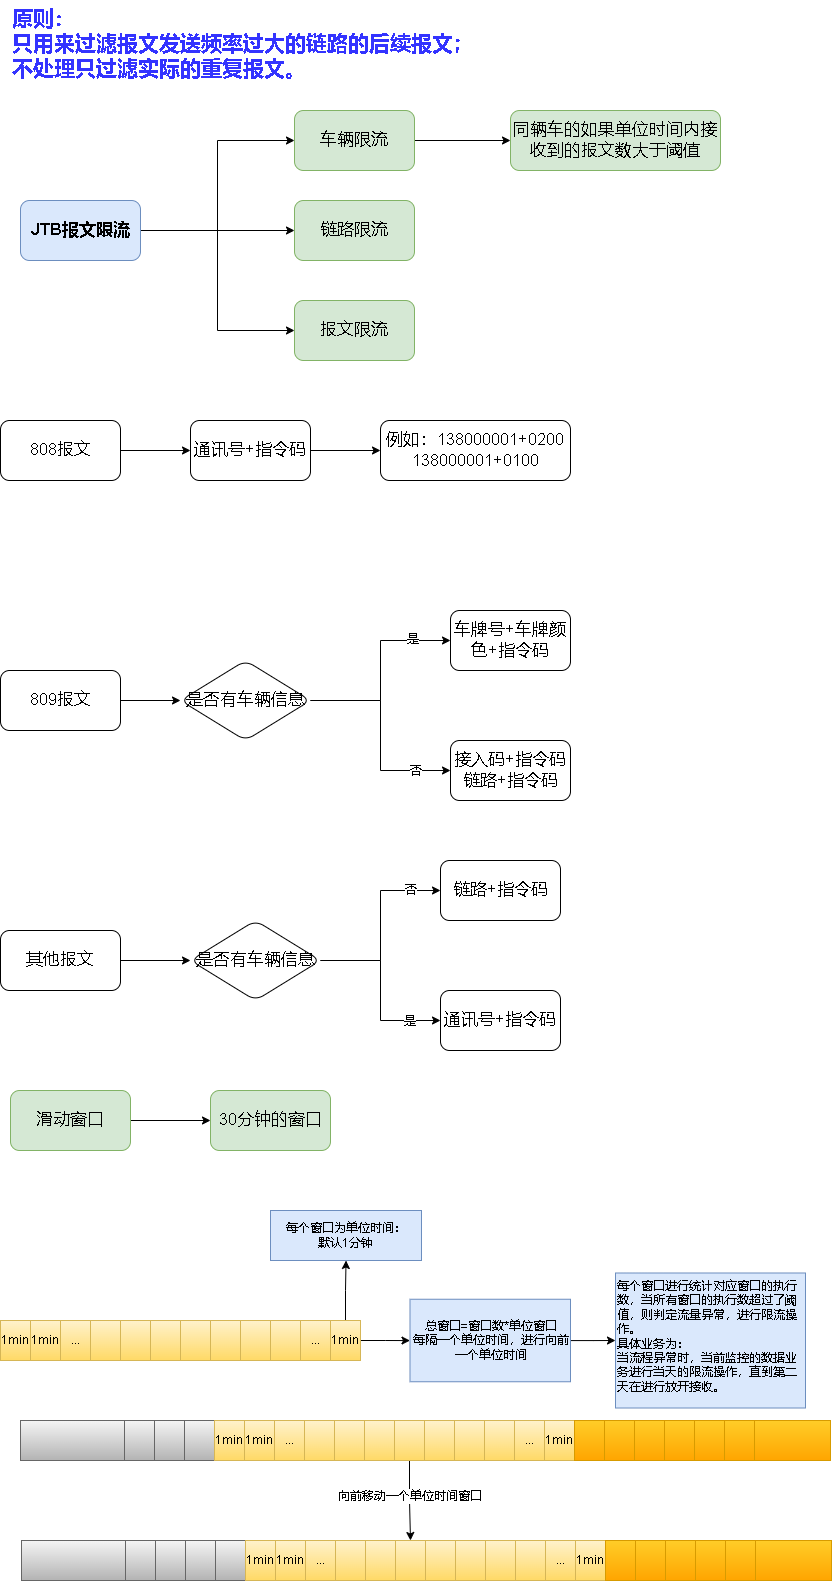 原则：
只用来过滤报文发送频率过大的链路的后续报文；
不处理只过滤实际的重复报文。
车辆限流
同辆车的如果单位时间内接
收到的报文数大于阈值
JTB报文限流
链路限流
报文限流
808报文
通讯号+指令码
例如：138000001+0200
138000001+0100
809报文
是否有车辆信息
是
车牌号+车牌颜
色+指令码
否
接入码+指令码
链路+指令码
其他报文
是否有车辆信息
否
链路+指令码
是
通讯号+指令码
滑动窗口
30分钟的窗口
每个窗口为单位时间：
默认1分钟
1min 1min ... ... 1min
总窗口=窗口数*单位窗口
每隔一个单位时间，进行向前
一个单位时间
每个窗口进行统计对应窗口的执行
数，当所有窗口的执行数超过了阈
值，则判定流量异常，进行限流操
作。
具体业务为：
当流程异常时，当前监控的数据业
务进行当天的限流操作，直到第二
天在进行放开接收。
1min 1min ... ... 1min
向前移动一个单位时间窗口
1min 1min ... ... 1min